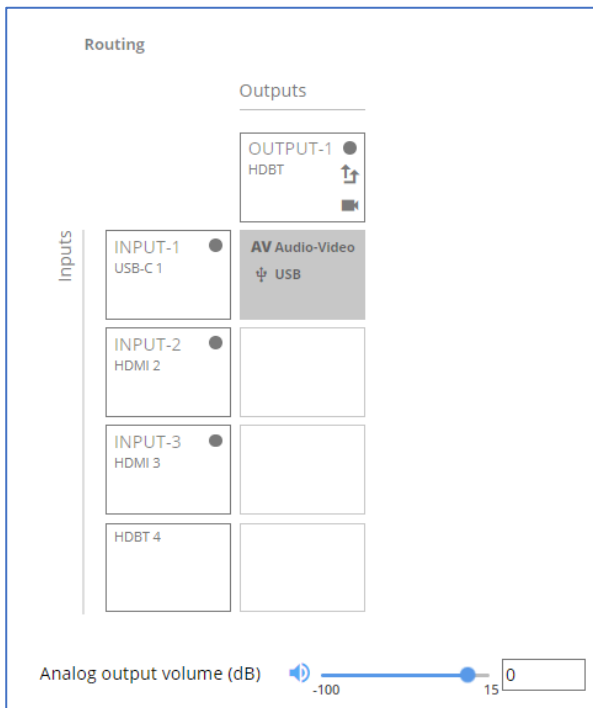 Routing
Outputs
OUTPUT-1
HDBT
Inputs
INPUT-1
USB-C 1
AV Audio-Video
USB
INPUT-2
HDMI 2
INPUT-3
HDMI 3
HDBT 4
Analog output volume (dB)
0
-100
15